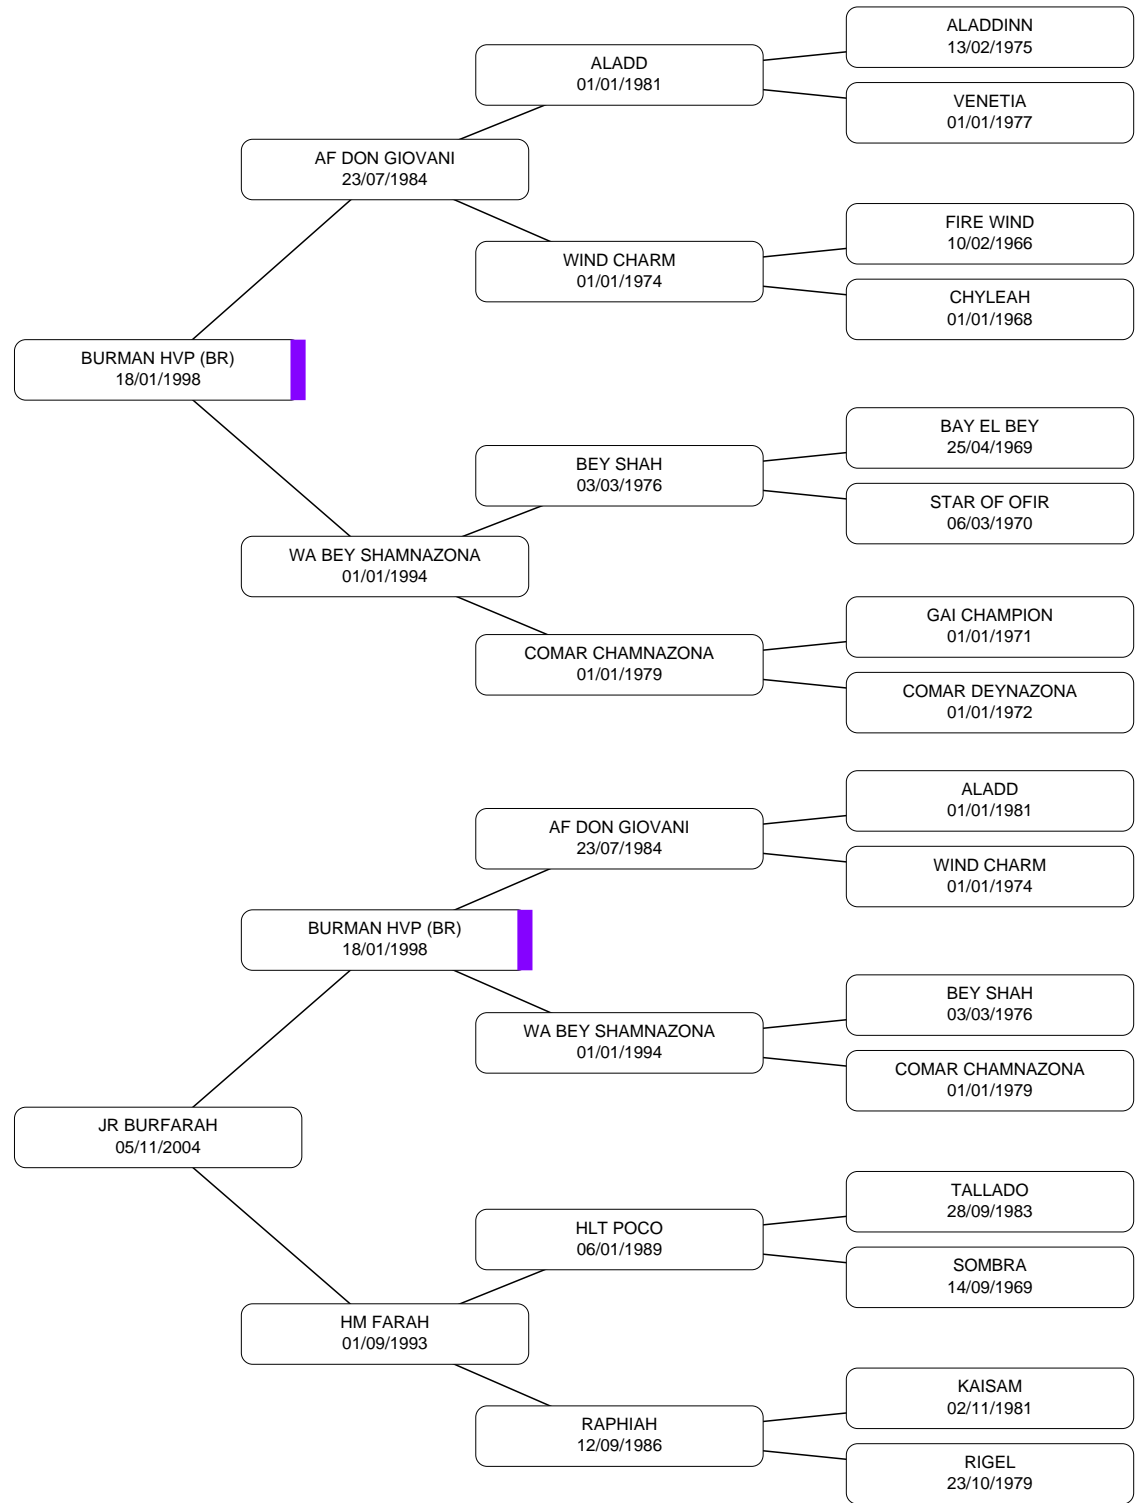 ALADDINN
13/02/1975
ALADD
01/01/1981
VENETIA
01/01/1977
AF DON GIOVANI
23/07/1984
FIRE WIND
10/02/1966
WIND CHARM
01/01/1974
CHYLEAH
01/01/1968
BURMAN HVP (BR)
18/01/1998
BAY EL BEY
25/04/1969
BEY SHAH
03/03/1976
STAR OF OFIR
06/03/1970
WA BEY SHAMNAZONA
01/01/1994
GAI CHAMPION
01/01/1971
COMAR CHAMNAZONA
01/01/1979
COMAR DEYNAZONA
01/01/1972
ALADD
01/01/1981
AF DON GIOVANI
23/07/1984
WIND CHARM
01/01/1974
BURMAN HVP (BR)
18/01/1998
BEY SHAH
03/03/1976
WA BEY SHAMNAZONA
01/01/1994
COMAR CHAMNAZONA
01/01/1979
JR BURFARAH
05/11/2004
TALLADO
28/09/1983
HLT POCO
06/01/1989
SOMBRA
14/09/1969
HM FARAH
01/09/1993
KAISAM
02/11/1981
RAPHIAH
12/09/1986
RIGEL
23/10/1979